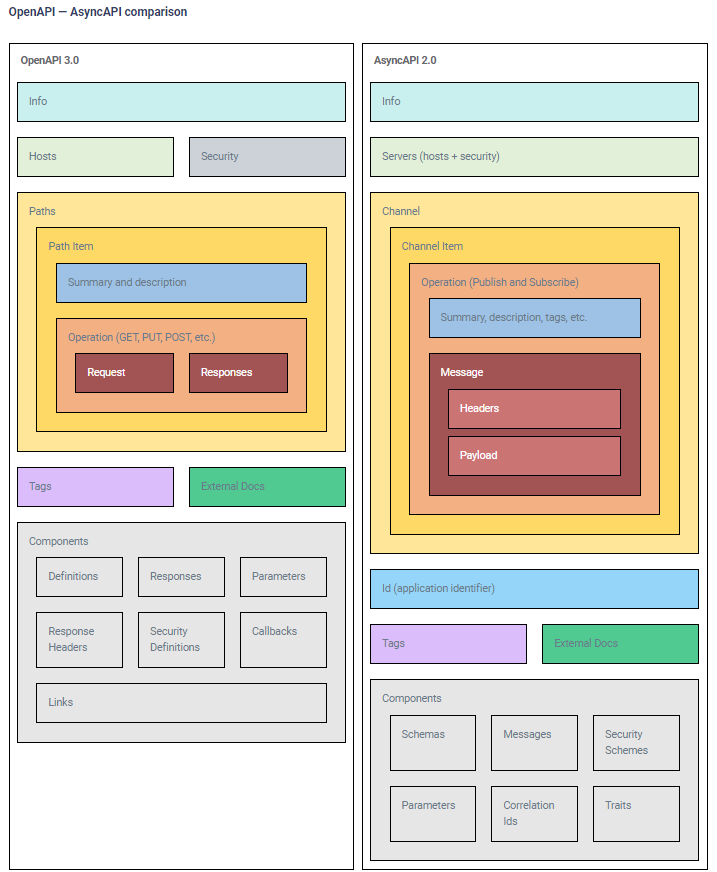 OpenAPI — AsyncAPI comparison
OpenAPI 3.0
Info
Hosts
Security
Paths
Path Item
Summary and description
Operation (GET, PUT, POST, etc.)
Request
Responses
Tags
External Docs
Components
Definitions
Responses
Parameters
Response
Headers
Security
Definitions
Callbacks
Links
AsyncAPI 2.0
Info
Servers (hosts + security)
Channel
Channel Item
Operation (Publish and Subscribe)
Summary, description, tags, etc.
Message
Headers
Payload
Id (application identifier)
Tags
External Docs
Components
Schemas
Messages
Security
Schemes
Parameters
Correlation
Ids
Traits